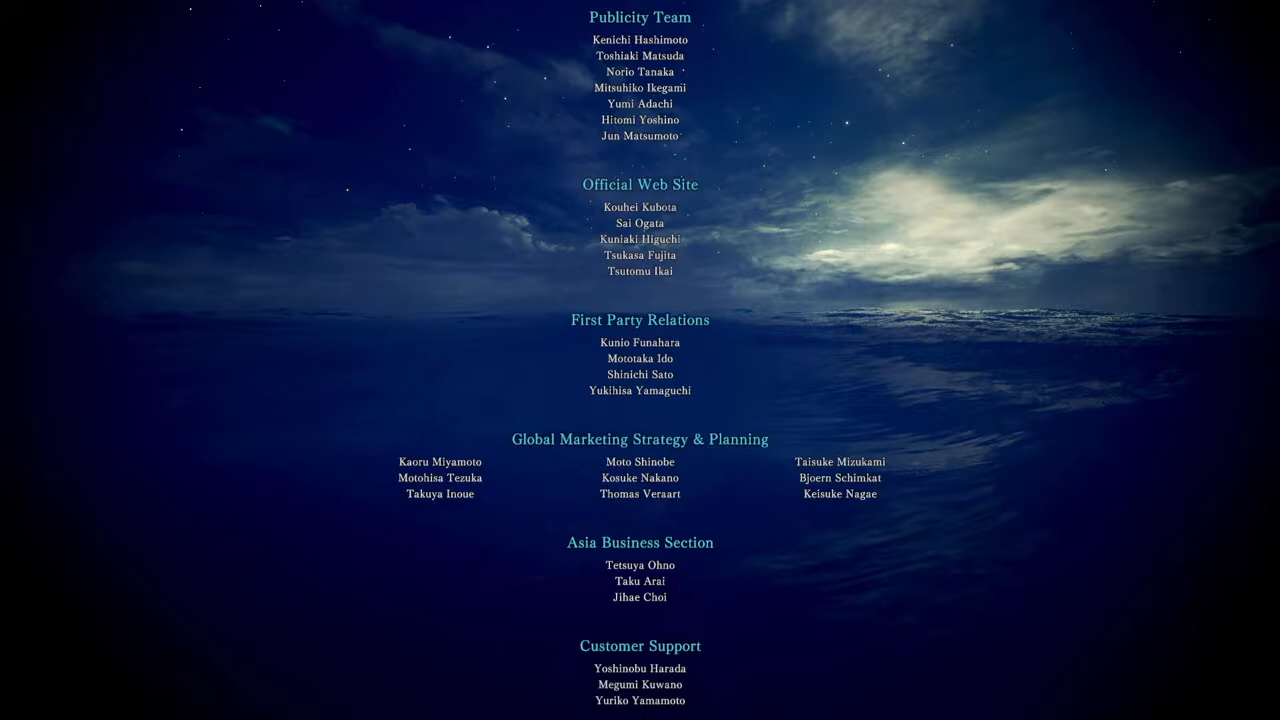 Publicity Team
Kenichi Hashimoto
Toshiaki Matsuda
Norio Tanaka
Mitsuhiko Ikegami
Yumi Adachi
Hitomi Yoshino
Jun Matsumoto
Official Web Site
Kouhei Kubota
Sai Ogata
Kuniaki Higuchi
Tsukasa Fujita
Tsutomu Ikai
First Party Relations
Kunio Funahara
Mototaka Ido
Shinichi Sato
Yukihisa Yamaguchi
Global Marketing Strategy & Planning
Kaoru Miyamoto Moto Shinobe Taisuke Mizukami
Motohisa Tezuka Kosuke Nakano Bjoern Schimkat
Takuya Inoue Thomas Veraart Keisuke Nagae
Asia Business Section
Tetsuya Ohno
Taku Arai
Jihae Choi
Customer Support
Yoshinobu Harada
Megumi Kuwano
Yuriko Yamamoto